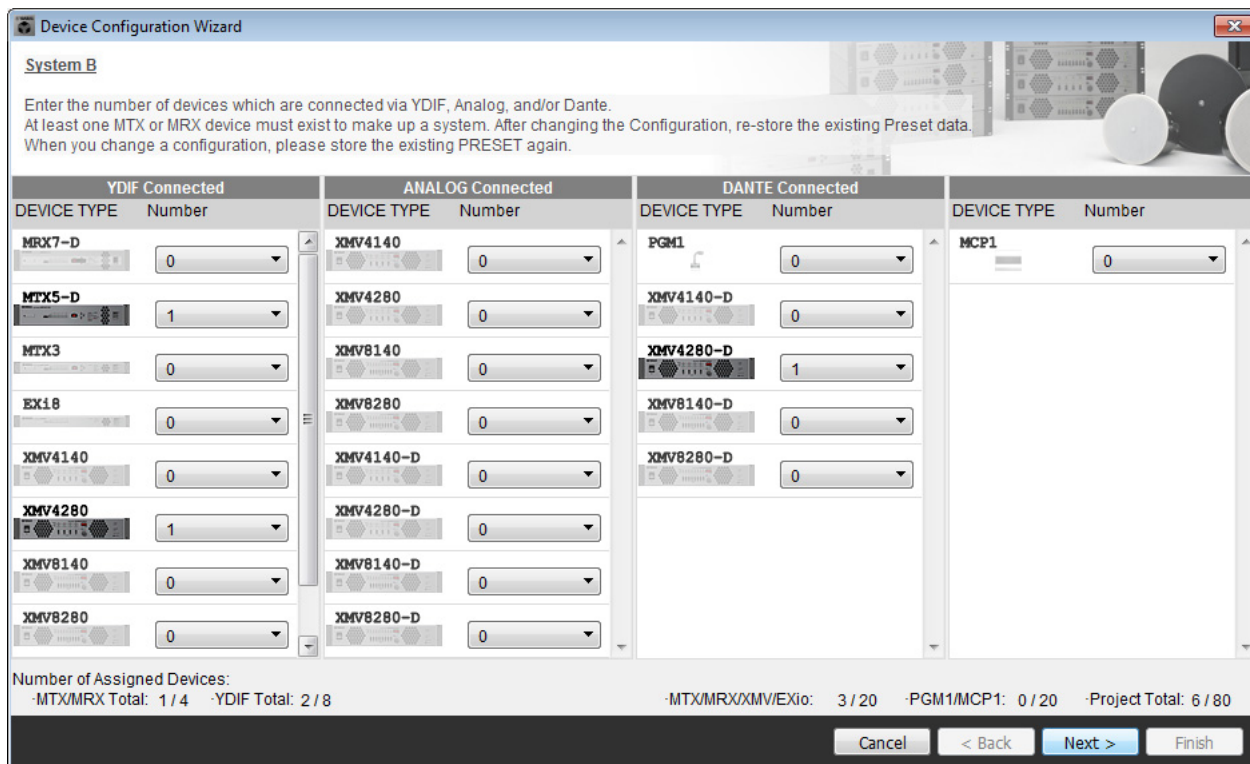 Device Configuration Wizard
System B
Enter the number of devices which are connected via YDIF, Analog, and/or Dante.
At least one MTX or MRX device must exist to make up a system. After changing the Configuration, re-store the existing Preset data.
When you change a configuration, please store the existing PRESET again.
YDIF Connected ANALOG Connected DANTE Connected
DEVICE TYPE Number DEVICE TYPE Number DEVICE TYPE Number DEVICE TYPE Number
MRX7-D 0 XMV4140 0 PGM1 0 MCP1 0
MTX5-D 1 XMV4280 0 XMV4140-D 0
MTX3 0 XMV8140 0 XMV4280-D 1
EXi8 0 XMV8280 0 XMV8140-D 0
XMV4140 0 XMV4140-D 0 XMV8280-D 0
XMV4280 1 XMV4280-D 0
XMV8140 0 XMV8140-D 0
XMV8280 0 XMV8280-D 0
Number of Assigned Devices:
-MTX/MRX Total: 1 / 4 -YDIF Total: 2 / 8 -MTX/MRX/XMV/EXio: 3 / 20 -PGM1/MCP1: 0 / 20 -Project Total: 6 / 80
Cancel < Back Next > Finish